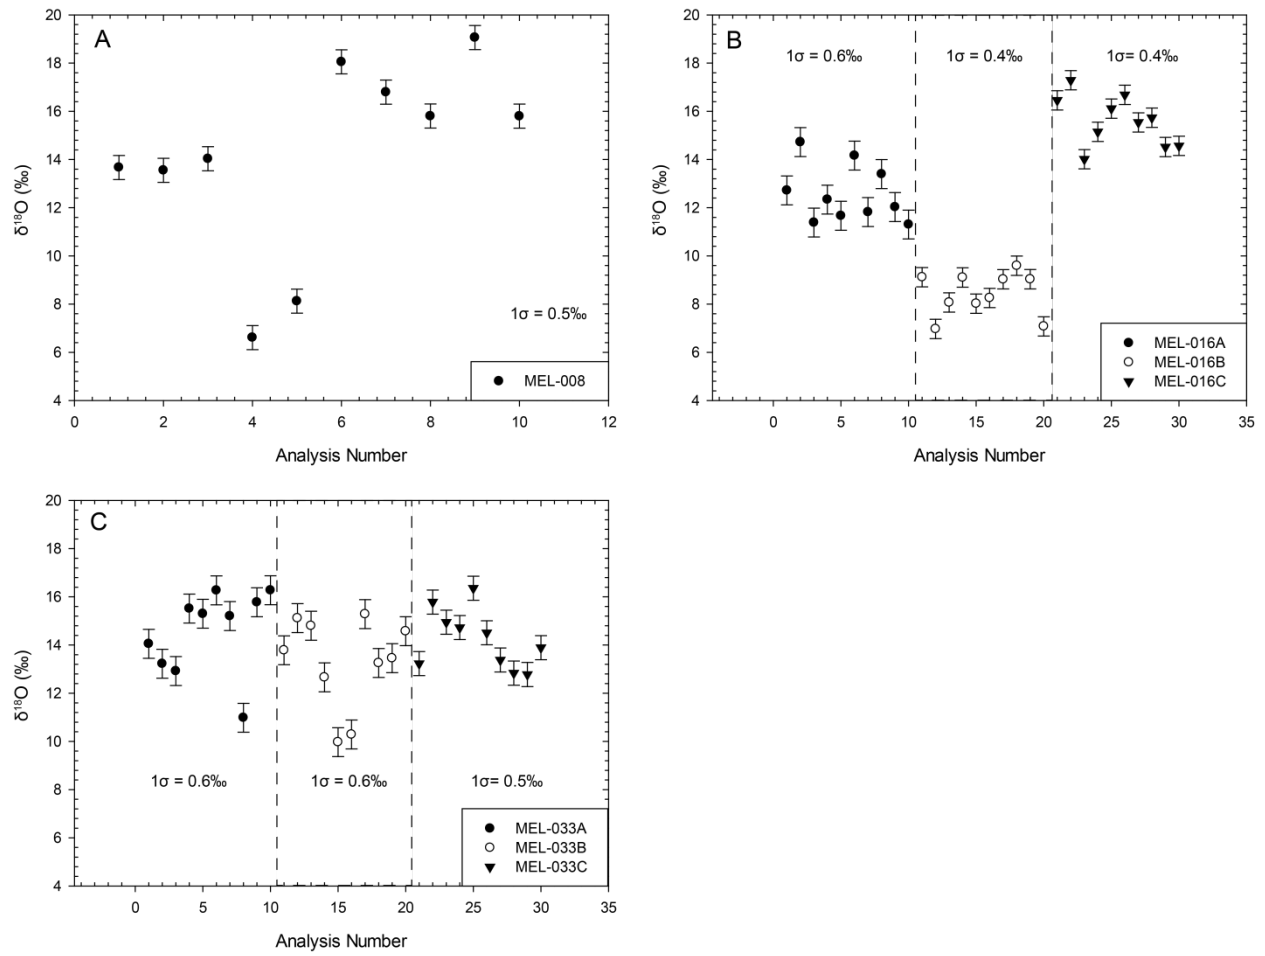 A
20
18
16
14
12
10
8
6
4
δ¹⁸O (‰)
1σ = 0.5‰
MEL-008
0 2 4 6 8 10 12
Analysis Number
B
20
18
16
14
12
10
8
6
4
δ¹⁸O (‰)
1σ = 0.6‰ 1σ = 0.4‰ 1σ= 0.4‰
MEL-016A
MEL-016B
MEL-016C
0 5 10 15 20 25 30 35
Analysis Number
C
20
18
16
14
12
10
8
6
4
δ¹⁸O (‰)
1σ = 0.6‰ 1σ = 0.6‰ 1σ= 0.5‰
MEL-033A
MEL-033B
MEL-033C
0 5 10 15 20 25 30 35
Analysis Number